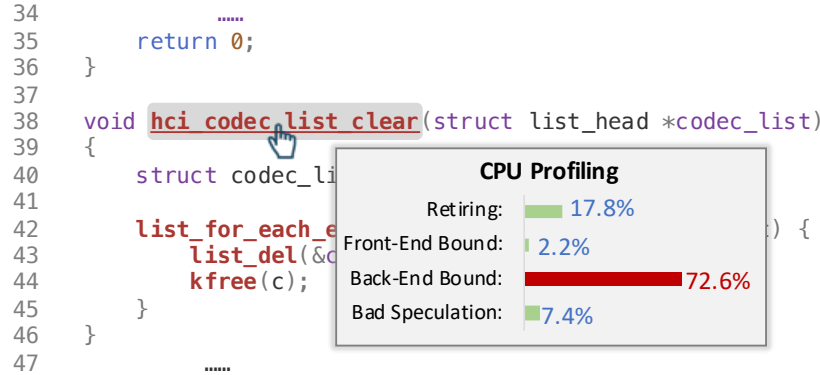 34 ……
35 return 0;
36 }
37
38 void hci_codec_list_clear(struct list_head *codec_list)
39 {
40 struct codec_li
41
42 list_for_each_e ) {
43 list_del(&c
44 kfree(c);
45 }
46 }
47 ……
CPU Profiling
Retiring: 17.8%
Front-End Bound: 2.2%
Back-End Bound: 72.6%
Bad Speculation: 7.4%